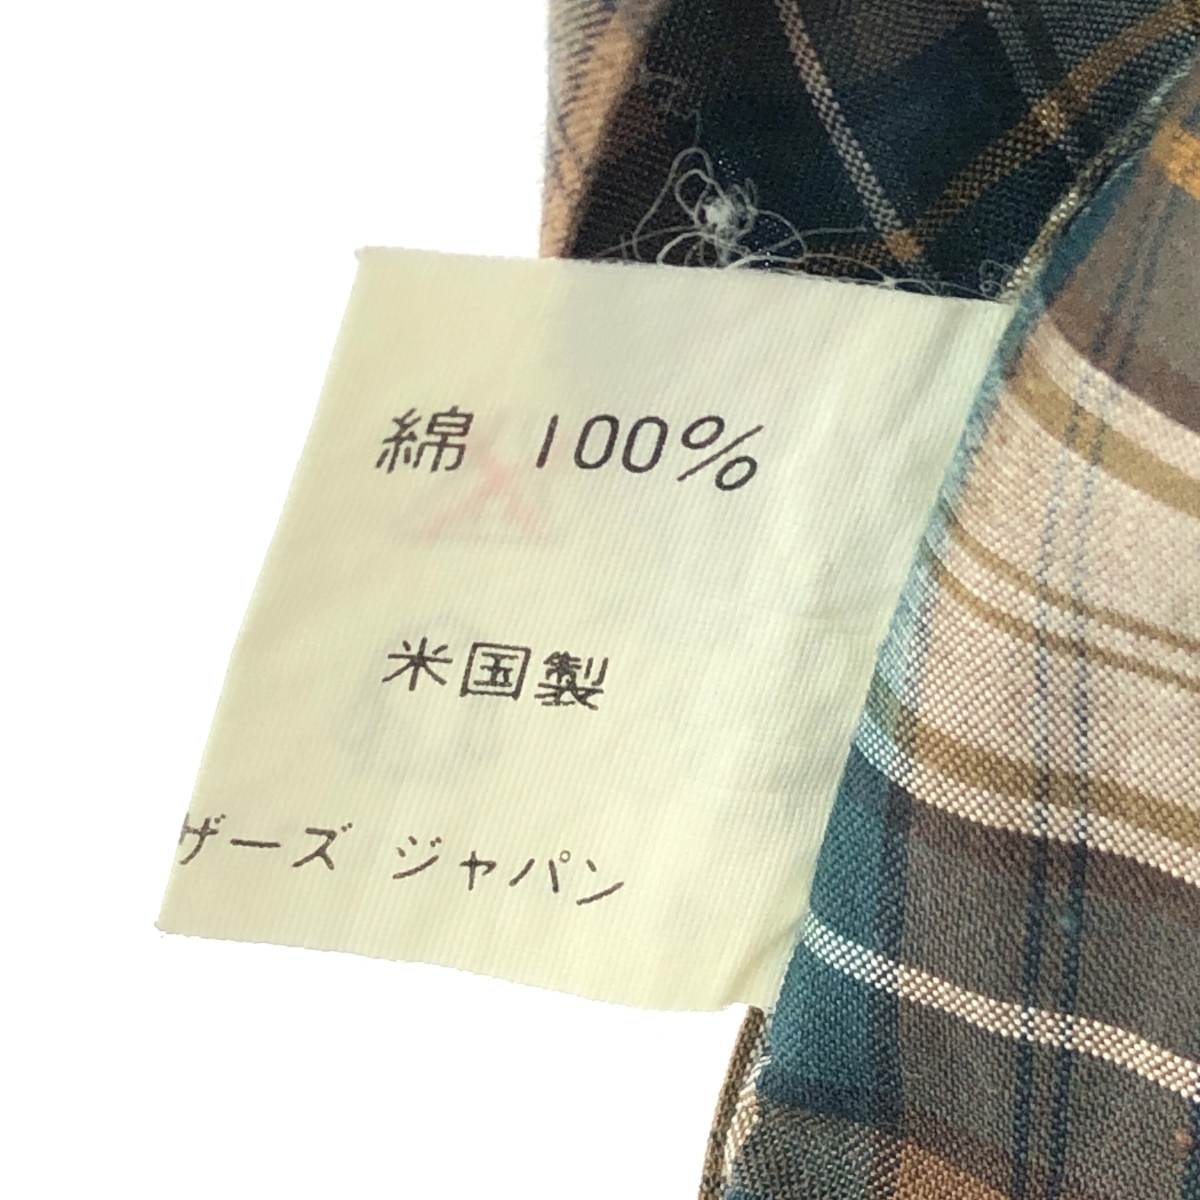 綿 100%
米国製
ザーズ ジャパン